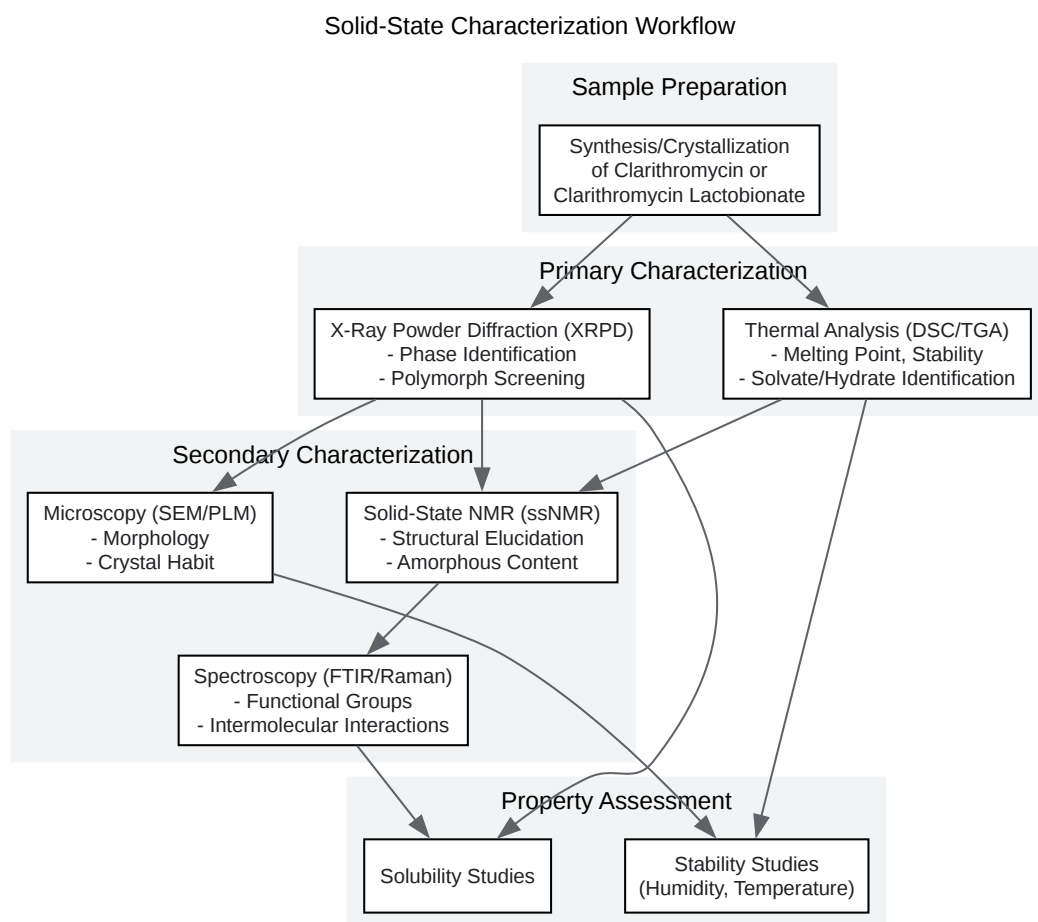 Solid-State Characterization Workflow
Sample Preparation
Synthesis/Crystallization
of Clarithromycin or
Clarithromycin Lactobionate
Primary Characterization
X-Ray Powder Diffraction (XRPD)
- Phase Identification
- Polymorph Screening
Thermal Analysis (DSC/TGA)
- Melting Point, Stability
- Solvate/Hydrate Identification
Secondary Characterization
Microscopy (SEM/PLM)
- Morphology
- Crystal Habit
Solid-State NMR (ssNMR)
- Structural Elucidation
- Amorphous Content
Spectroscopy (FTIR/Raman)
- Functional Groups
- Intermolecular Interactions
Property Assessment
Solubility Studies
Stability Studies
(Humidity, Temperature)